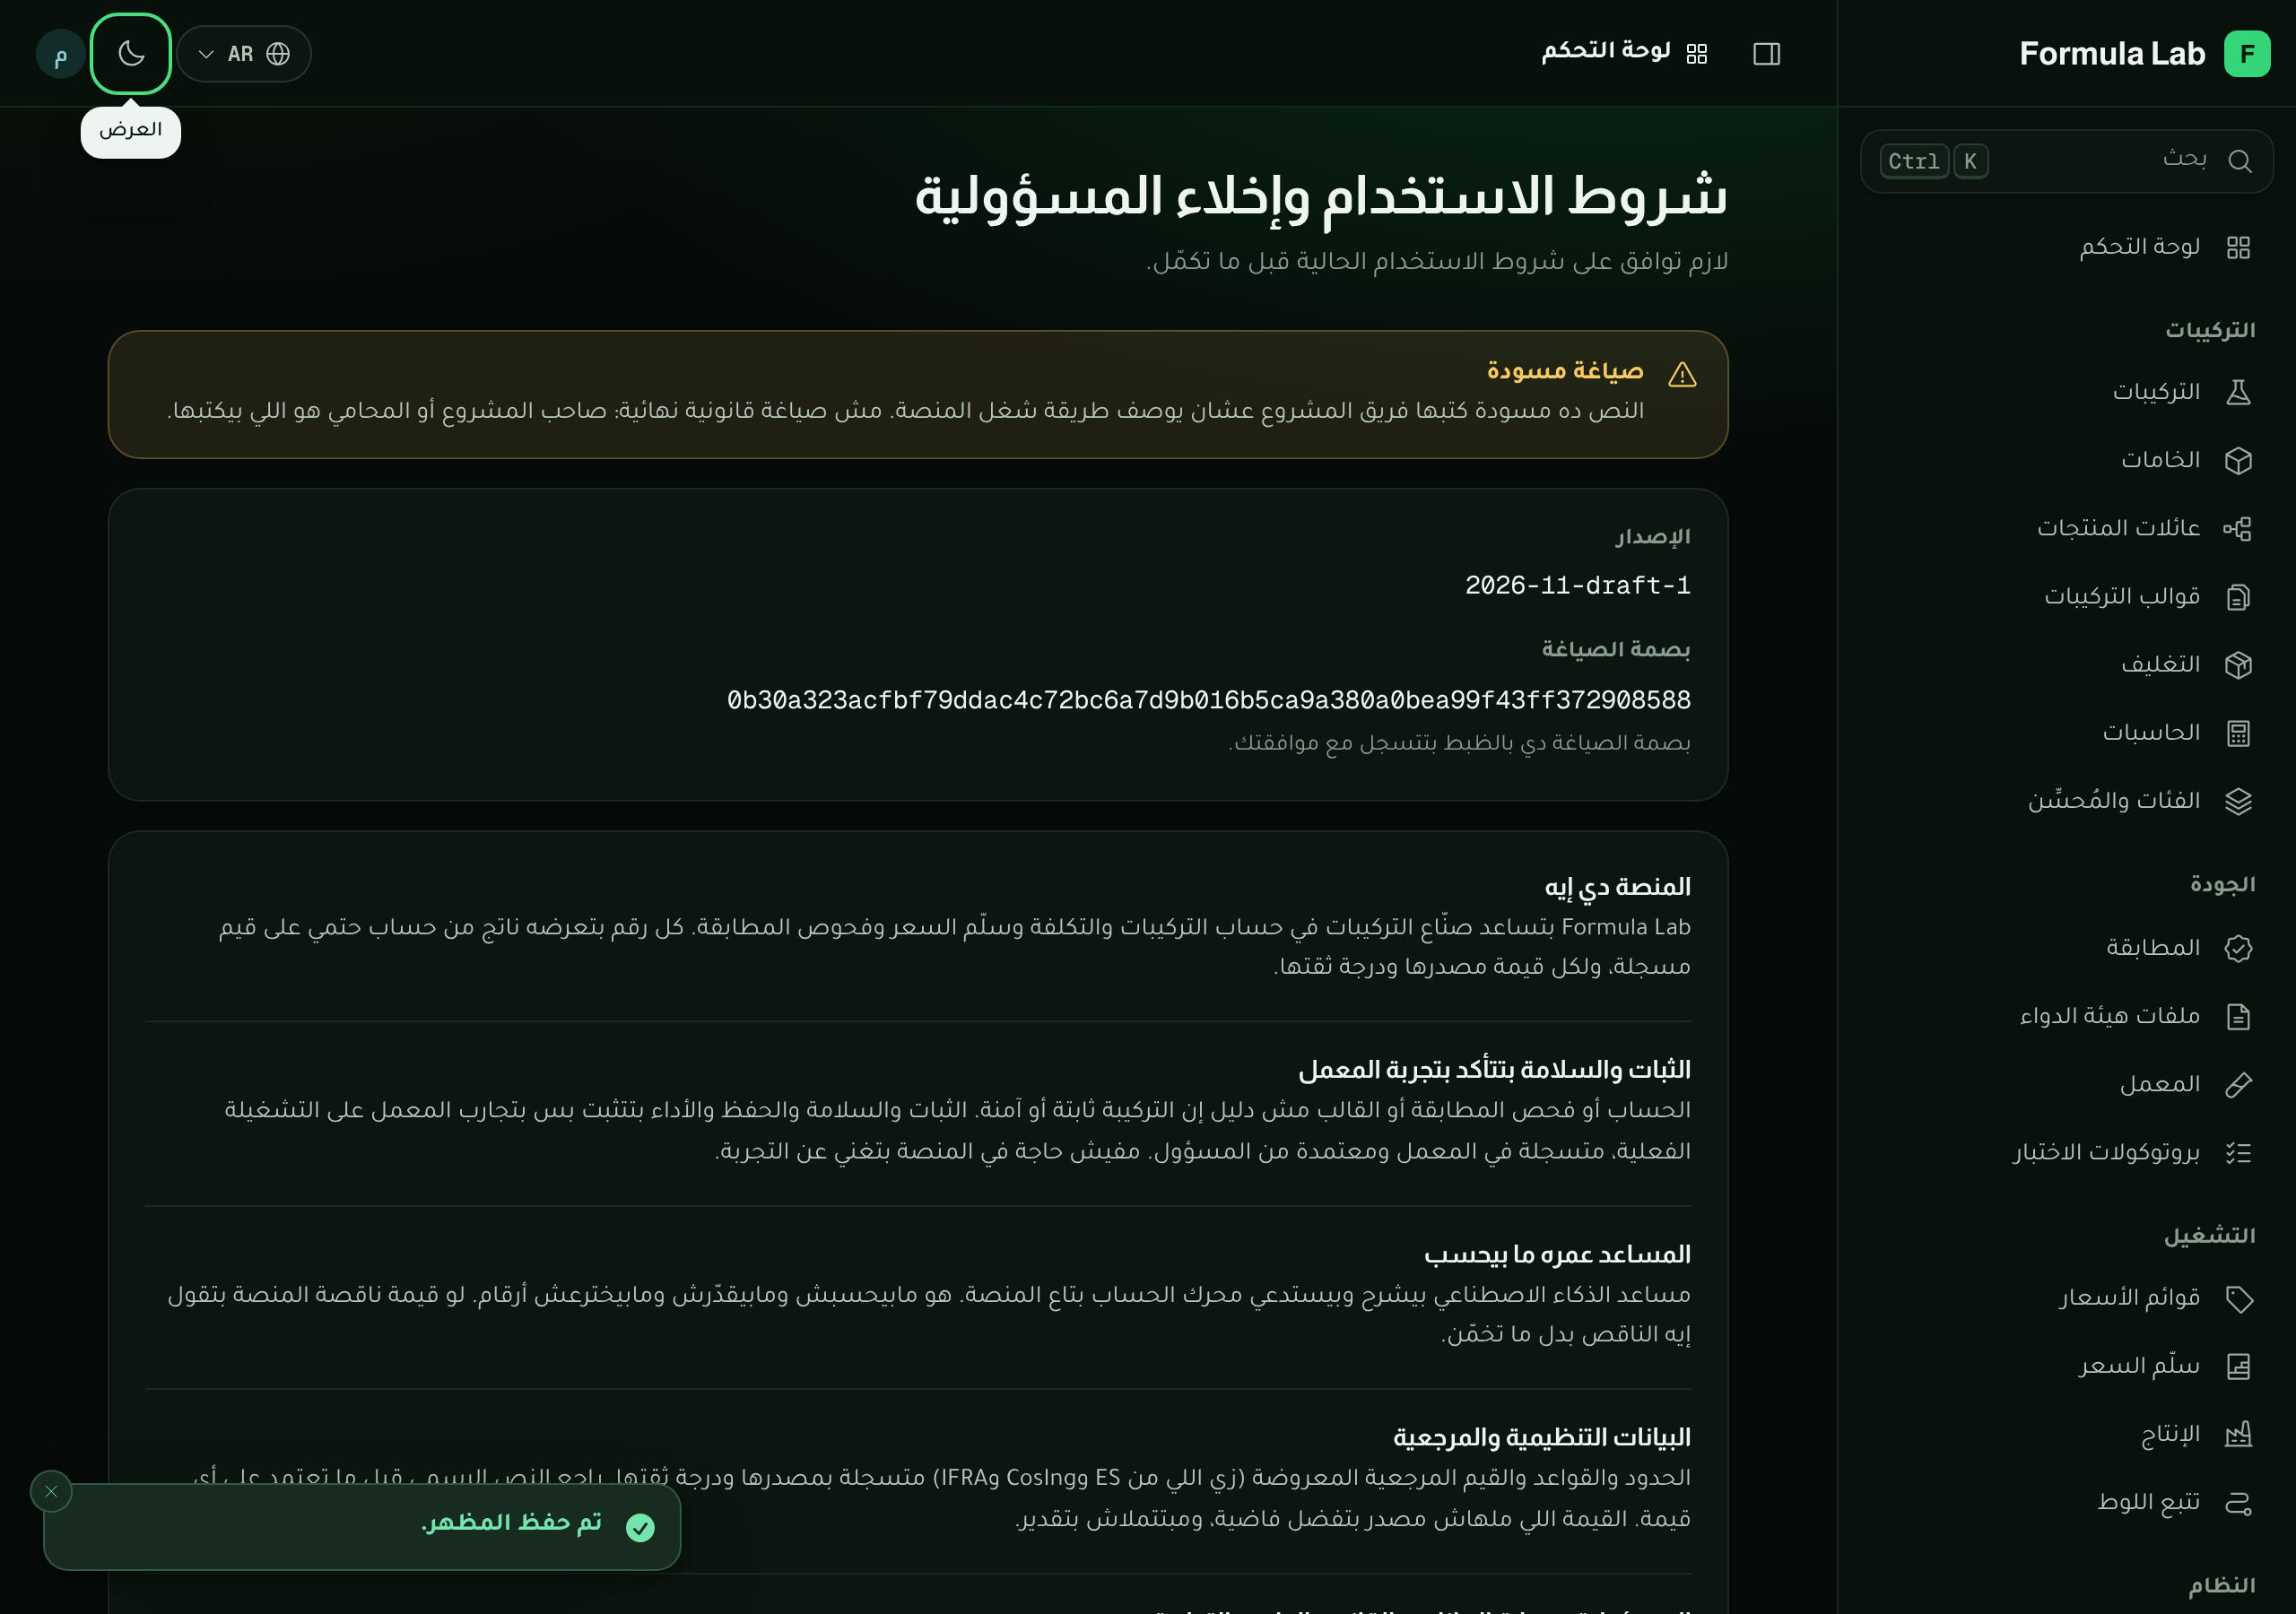 Formula Lab
F
لوحة التحكم
AR
م
العرض
بحث
Ctrl K
لوحة التحكم
التركيبات
التركيبات
الخامات
عائلات المنتجات
قوالب التركيبات
التغليف
الحاسبات
الفئات والمُحسِّن
الجودة
المطابقة
ملفات هيئة الدواء
المعمل
بروتوكولات الاختبار
التشغيل
قوائم الأسعار
سلّم السعر
الإنتاج
تتبع اللوط
النظام
شروط الاستخدام وإخلاء المسؤولية
لازم توافق على شروط الاستخدام الحالية قبل ما تكمّل.
صياغة مسودة
النص ده مسودة كتبها فريق المشروع عشان يوصف طريقة شغل المنصة. مش صياغة قانونية نهائية: صاحب المشروع أو المحامي هو اللي بيكتبها.
الإصدار
2026-11-draft-1
بصمة الصياغة
0b30a323acfbf79ddac4c72bc6a7d9b016b5ca9a380a0bea99f43ff372908588
بصمة الصياغة دي بالظبط بتتسجل مع موافقتك.
المنصة دي إيه
Formula Lab بتساعد صنّاع التركيبات في حساب التركيبات والتكلفة وسلّم السعر وفحوص المطابقة. كل رقم بتعرضه ناتج من حساب حتمي على قيم
مسجلة، ولكل قيمة مصدرها ودرجة ثقتها.
الثبات والسلامة بتتأكد بتجربة المعمل
الحساب أو فحص المطابقة أو القالب مش دليل إن التركيبة ثابتة أو آمنة. الثبات والسلامة والحفظ والأداء بتتثبت بس بتجارب المعمل على التشغيلة
الفعلية، متسجلة في المعمل ومعتمدة من المسؤول. مفيش حاجة في المنصة بتغني عن التجربة.
المساعد عمره ما بيحسب
مساعد الذكاء الاصطناعي بيشرح وبيستدعي محرك الحساب بتاع المنصة. هو مابيحسبش ومابيقدّرش ومابيخترعش أرقام. لو قيمة ناقصة المنصة بتقول
إيه الناقص بدل ما تخمّن.
البيانات التنظيمية والمرجعية
الحدود والقواعد والقيم المرجعية المعروضة (زي اللي من ES وCosIng وIFRA) متسجلة بمصدرها ودرجة ثقتها. راجع النص الرسمي قبل ما تعتمد على أي
قيمة. القيمة اللي ملهاش مصدر بتفضل فاضية، ومبتتملاش بتقدير.
تم حفظ المظهر.